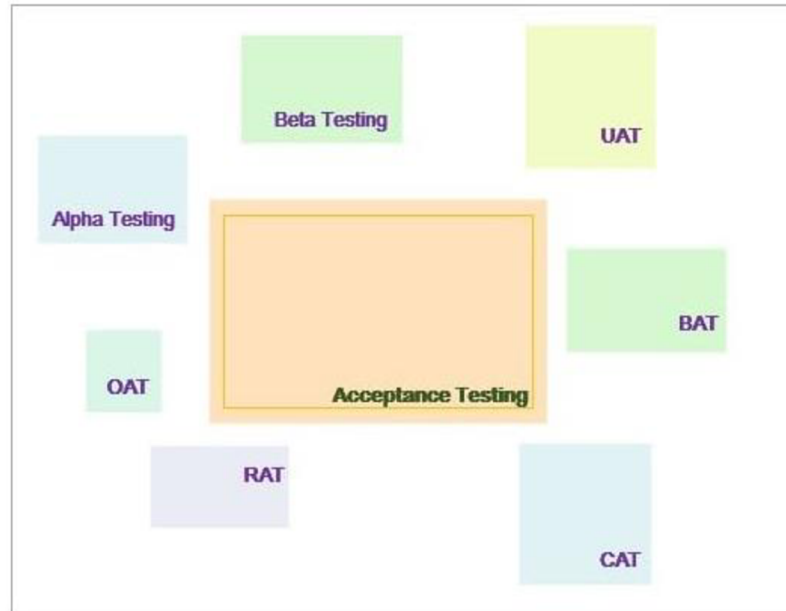 Beta Testing
UAT
Alpha Testing
BAT
OAT
Acceptance Testing
RAT
CAT